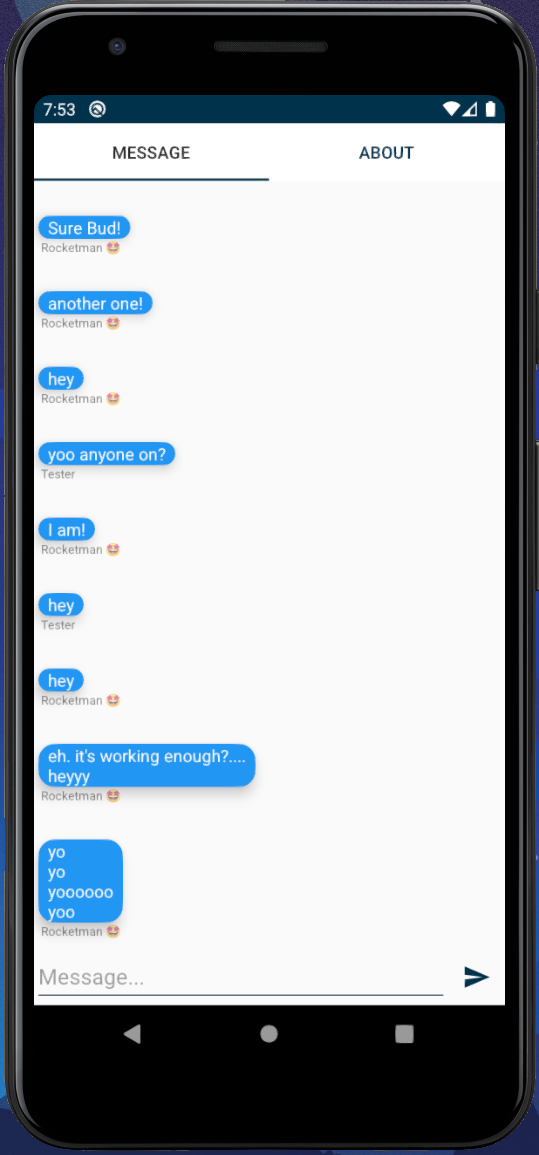 7:53
MESSAGE
ABOUT
Sure Bud!
Rocketman 🤩
another one!
Rocketman 🤩
hey
Rocketman 🤩
yoo anyone on?
Tester
I am!
Rocketman 🤩
hey
Tester
hey
Rocketman 🤩
eh. it's working enough?....
heyyy
Rocketman 🤩
yo
yo
yoooooo
yoo
Rocketman 🤩
Message...